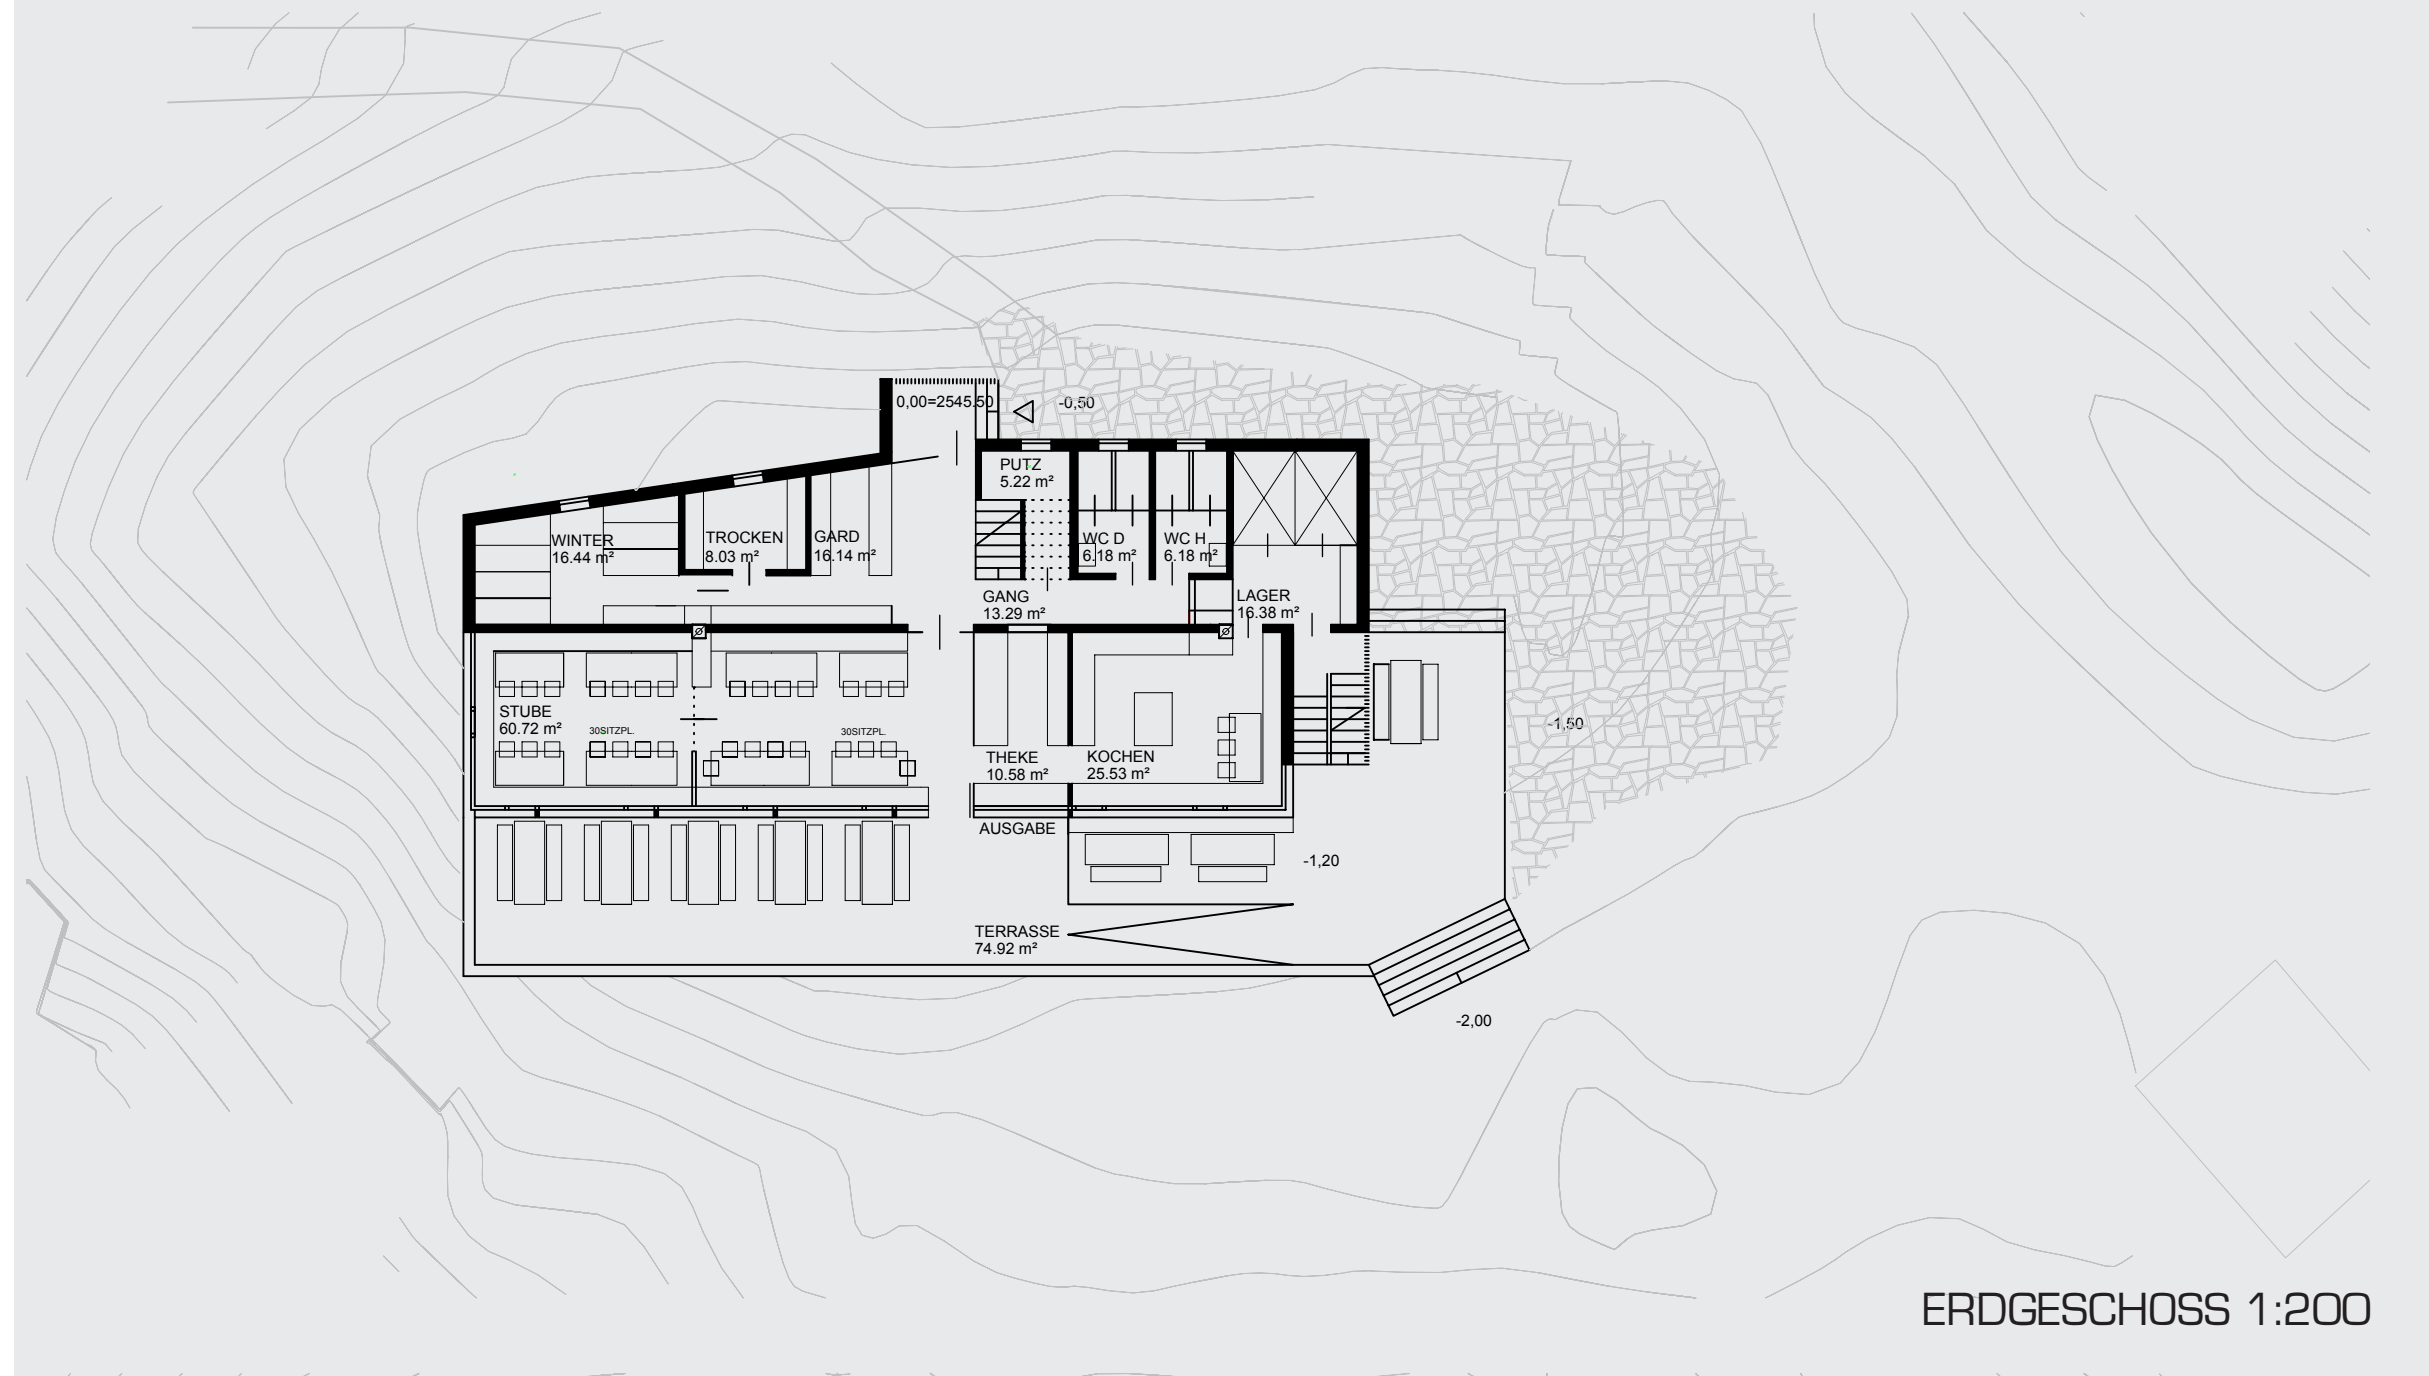 0,00=2545.50
-0,50
PUTZ
5.22 m²
WINTER
16.44 m²
TROCKEN
8.03 m²
GARD
16.14 m²
WC D
6.18 m²
WC H
6.18 m²
GANG
13.29 m²
LAGER
16.38 m²
STUBE
60.72 m²
30SITZPL.
30SITZPL.
-1,50
THEKE
10.58 m²
KOCHEN
25.53 m²
AUSGABE
-1,20
TERRASSE
74.92 m²
-2,00
ERDGESCHOSS 1:200